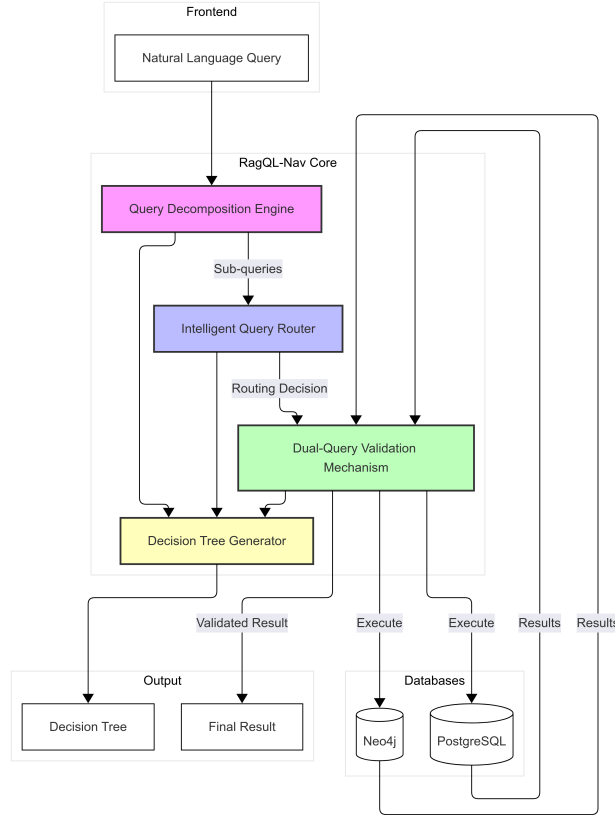 Frontend
Natural Language Query
RagQL-Nav Core
Query Decomposition Engine
Sub-queries
Intelligent Query Router
Routing Decision
Dual-Query Validation
Mechanism
Decision Tree Generator
Validated Result
Execute
Execute
Results
Results
Output
Databases
Decision Tree
Final Result
Neo4j
PostgreSQL